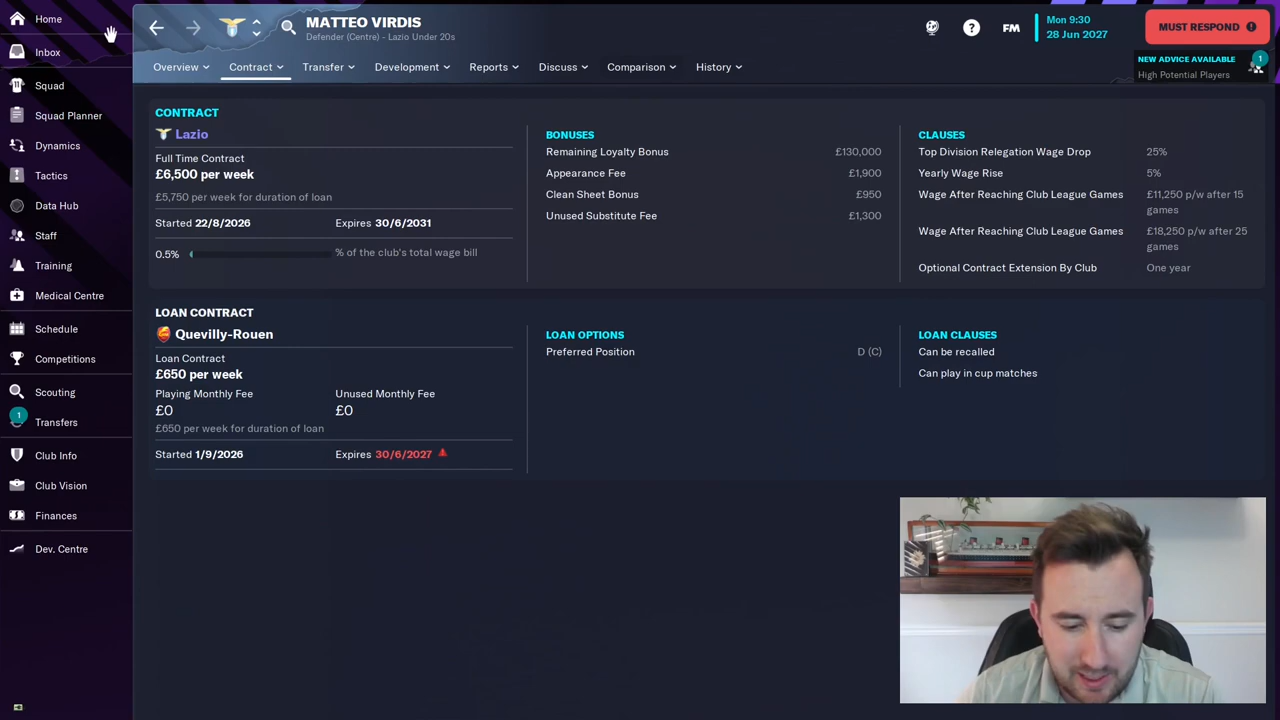 Home
Inbox
Squad
Squad Planner
Dynamics
Tactics
Data Hub
Staff
Training
Medical Centre
Schedule
Competitions
Scouting
1
Transfers
Club Info
Club Vision
Finances
Dev. Centre
MATTEO VIRDIS
Defender (Centre) - Lazio Under 20s
?
FM
Mon 9:30
28 Jun 2027
MUST RESPOND
Overview
Contract
Transfer
Development
Reports
Discuss
Comparison
History
NEW ADVICE AVAILABLE
1
High Potential Players
CONTRACT
Lazio
Full Time Contract
£6,500 per week
£5,750 per week for duration of loan
Started 22/8/2026
Expires 30/6/2031
0.5%
% of the club's total wage bill
BONUSES
Remaining Loyalty Bonus £130,000
Appearance Fee £1,900
Clean Sheet Bonus £950
Unused Substitute Fee £1,300
CLAUSES
Top Division Relegation Wage Drop 25%
Yearly Wage Rise 5%
Wage After Reaching Club League Games £11,250 p/w after 15
games
Wage After Reaching Club League Games £18,250 p/w after 25
games
Optional Contract Extension By Club One year
LOAN CONTRACT
Quevilly-Rouen
Loan Contract
£650 per week
Playing Monthly Fee
Unused Monthly Fee
£0
£0
£650 per week for duration of loan
Started 1/9/2026
Expires 30/6/2027
LOAN OPTIONS
Preferred Position D (C)
LOAN CLAUSES
Can be recalled
Can play in cup matches